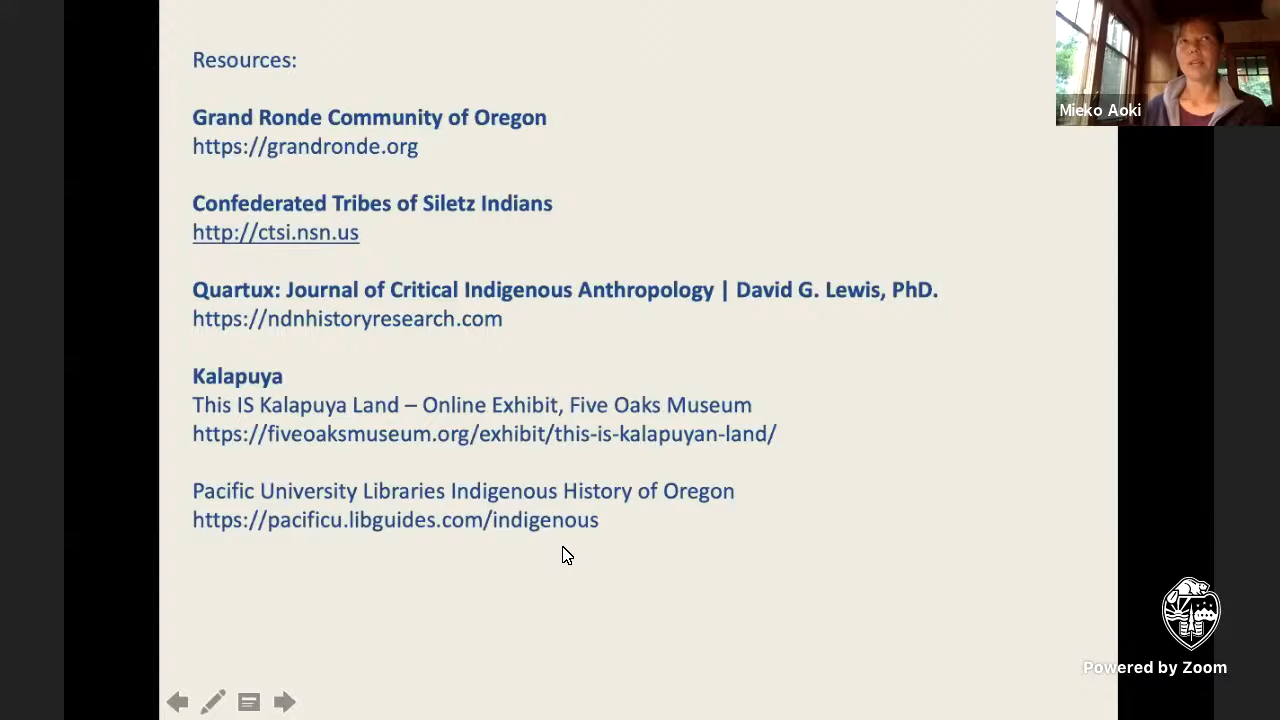 Resources:
Grand Ronde Community of Oregon
https://grandronde.org
Confederated Tribes of Siletz Indians
http://ctsi.nsn.us
Quartux: Journal of Critical Indigenous Anthropology | David G. Lewis, PhD.
https://ndnhistoryresearch.com
Kalapuya
This IS Kalapuya Land – Online Exhibit, Five Oaks Museum
https://fiveoaksmuseum.org/exhibit/this-is-kalapuyan-land/
Pacific University Libraries Indigenous History of Oregon
https://pacificu.libguides.com/indigenous
Mieko Aoki
Powered by Zoom